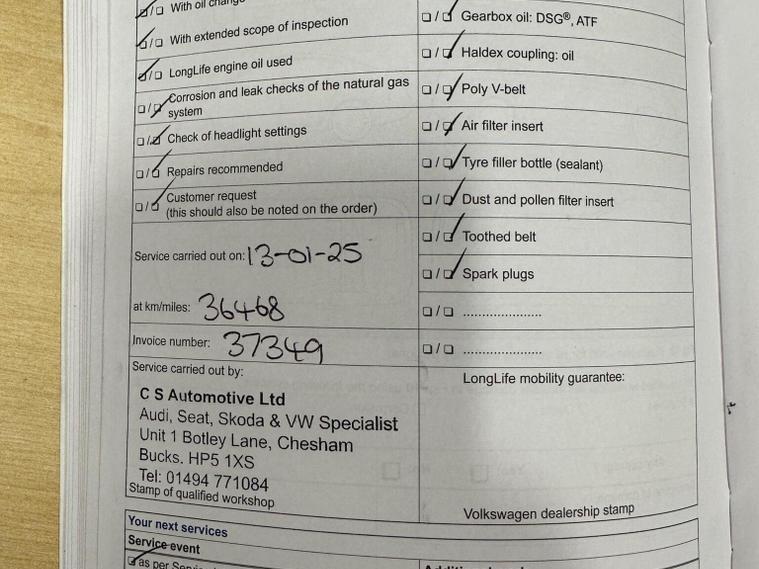 With oil change
With extended scope of inspection
LongLife engine oil used
Corrosion and leak checks of the natural gas
system
Check of headlight settings
Repairs recommended
Customer request
(this should also be noted on the order)
Service carried out on: 13-01-25
at km/miles: 36468
Invoice number: 37349
Service carried out by:
C S Automotive Ltd
Audi, Seat, Skoda & VW Specialist
Unit 1 Botley Lane, Chesham
Bucks. HP5 1XS
Tel: 01494 771084
Stamp of qualified workshop
Gearbox oil: DSG®, ATF
Haldex coupling: oil
Poly V-belt
Air filter insert
Tyre filler bottle (sealant)
Dust and pollen filter insert
Toothed belt
Spark plugs
......................
......................
LongLife mobility guarantee:
Volkswagen dealership stamp
Your next services
Service event
as per